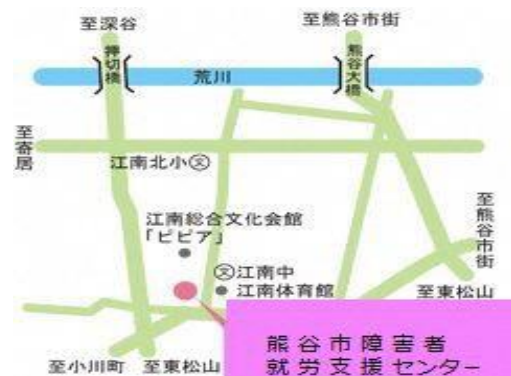 至深谷
至熊谷市街
押切橋
荒川
熊谷大橋
至寄居
江南北小㊛
江南総合文化会館
「ピピア」
㊛江南中
江南体育館
至熊谷市街
至東松山
至小川町
至東松山
熊谷市障害者
就労支援センター